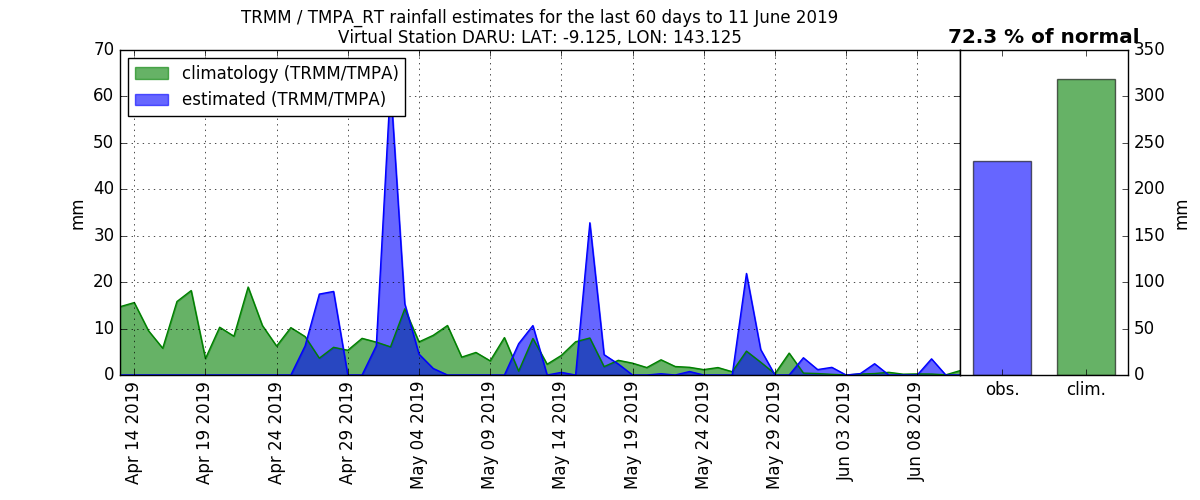 TRMM / TMPA_RT rainfall estimates for the last 60 days to 11 June 2019
Virtual Station DARU: LAT: -9.125, LON: 143.125
72.3 % of normal
climatology (TRMM/TMPA)
estimated (TRMM/TMPA)
mm
70
60
50
40
30
20
10
0
Apr 14 2019
Apr 19 2019
Apr 24 2019
Apr 29 2019
May 04 2019
May 09 2019
May 14 2019
May 19 2019
May 24 2019
May 29 2019
Jun 03 2019
Jun 08 2019
350
300
250
200
150
100
50
0
mm
obs.
clim.